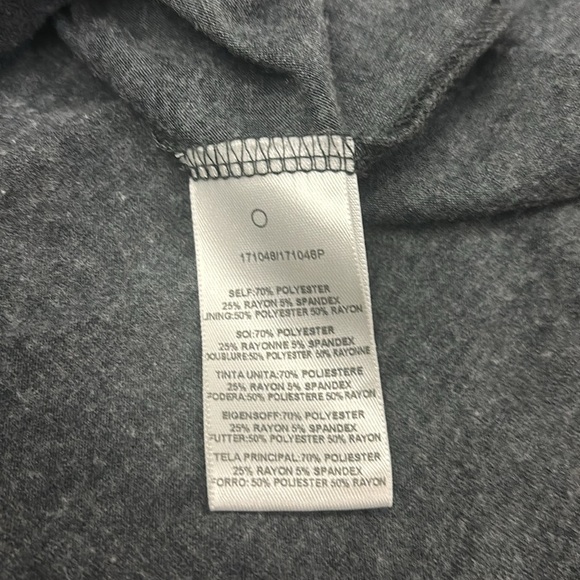 O
171048/171048P
SELF:70% POLYESTER
25% RAYON 5% SPANDEX
LINING:50% POLYESTER 50% RAYON
SOI:70% POLYESTER
25% RAYONNE 5% SPANDEX
DOUBLURE:50% POLYESTER 50% RAYONNE
TINTA UNITA:70% POLIESTERE
25% RAYON 5% SPANDEX
FODERA:50% POLIESTERE 50% RAYON
EIGENSOFF:70% POLYESTER
25% RAYON 5% SPANDEX
FUTTER:50% POLYESTER 50% RAYON
TELA PRINCIPAL:70% POLIESTER
25% RAYON 5% SPANDEX
FORRO: 50% POLIESTER 50% RAYON